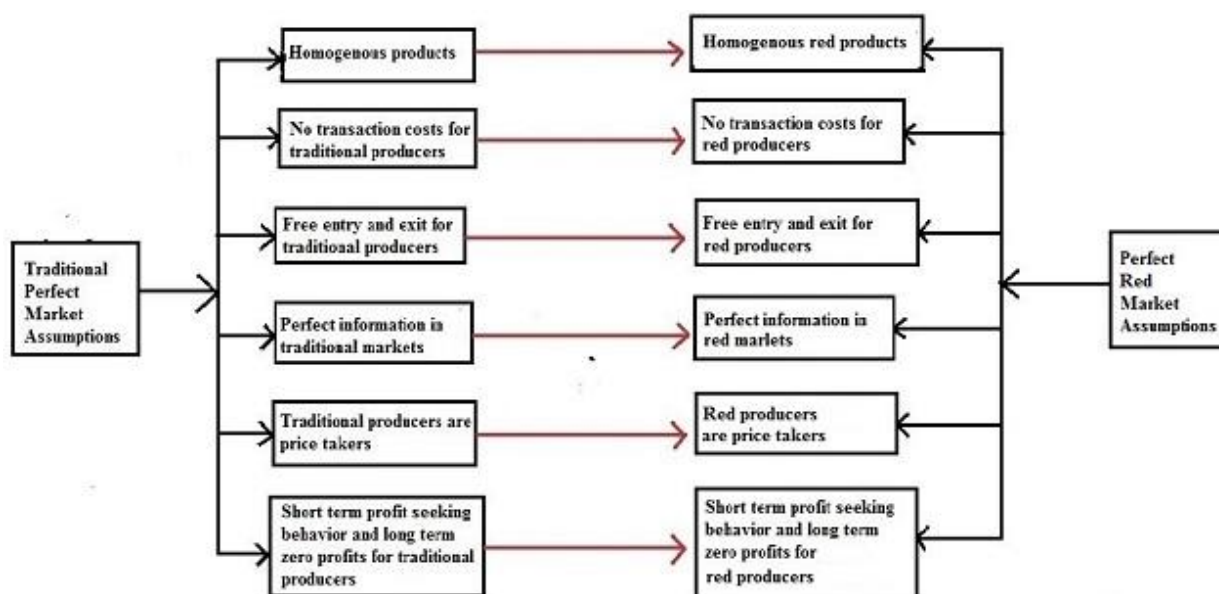 Traditional
Perfect
Market
Assumptions
Homogenous products
No transaction costs for
traditional producers
Free entry and exit for
traditional producers
Perfect information in
traditional markets
Traditional producers are
price takers
Short term profit seeking
behavior and long term
zero profits for traditional
producers
Homogenous red products
No transaction costs for
red producers
Free entry and exit for
red producers
Perfect information in
red marlets
Red producers
are price takers
Short term profit seeking
behavior and long term
zero profits for
red producers
Perfect
Red
Market
Assumptions